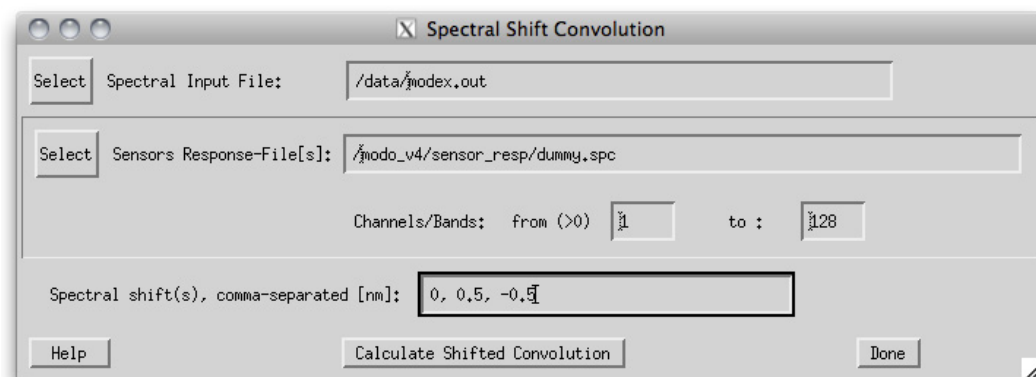 X Spectral Shift Convolution
Select Spectral Input File: /data/modex.out
Select Sensors Response-File[s]: /modo_v4/sensor_resp/dummy.spc
Channels/Bands: from (>0) 1 to : 128
Spectral shift(s), comma-separated [nm]: 0, 0.5, -0.5
Help Calculate Shifted Convolution Done